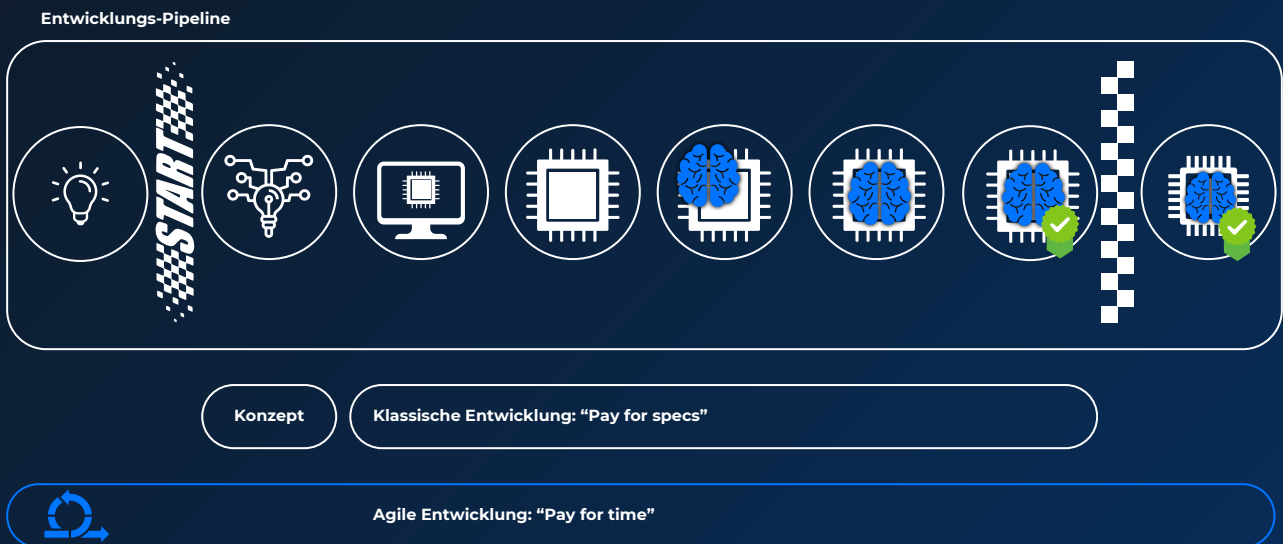 Entwicklungs-Pipeline
START
Konzept
Klassische Entwicklung: “Pay for specs”
Agile Entwicklung: “Pay for time”